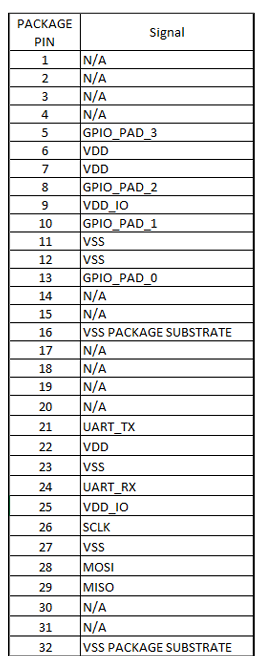 PACKAGE PIN Signal
1 N/A
2 N/A
3 N/A
4 N/A
5 GPIO_PAD_3
6 VDD
7 VDD
8 GPIO_PAD_2
9 VDD_IO
10 GPIO_PAD_1
11 VSS
12 VSS
13 GPIO_PAD_0
14 N/A
15 N/A
16 VSS PACKAGE SUBSTRATE
17 N/A
18 N/A
19 N/A
20 N/A
21 UART_TX
22 VDD
23 VSS
24 UART_RX
25 VDD_IO
26 SCLK
27 VSS
28 MOSI
29 MISO
30 N/A
31 N/A
32 VSS PACKAGE SUBSTRATE